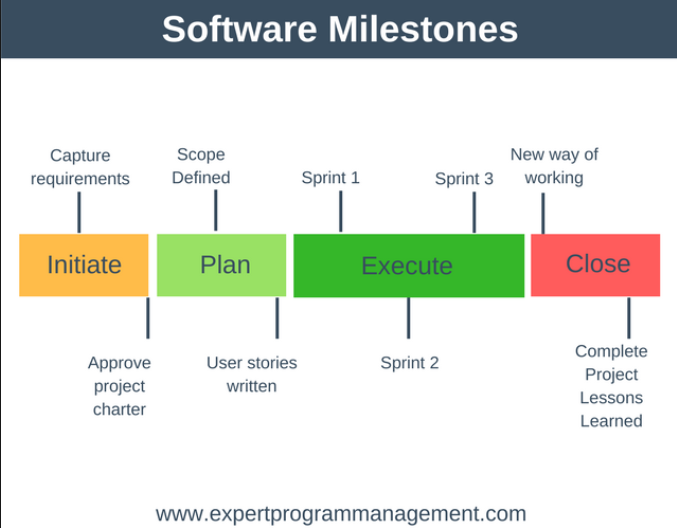 Software Milestones
Capture
requirements
Scope
Defined
Sprint 1
Sprint 3
New way of
working
Initiate
Plan
Execute
Close
Approve
project
charter
User stories
written
Sprint 2
Complete
Project
Lessons
Learned
www.expertprogrammanagement.com